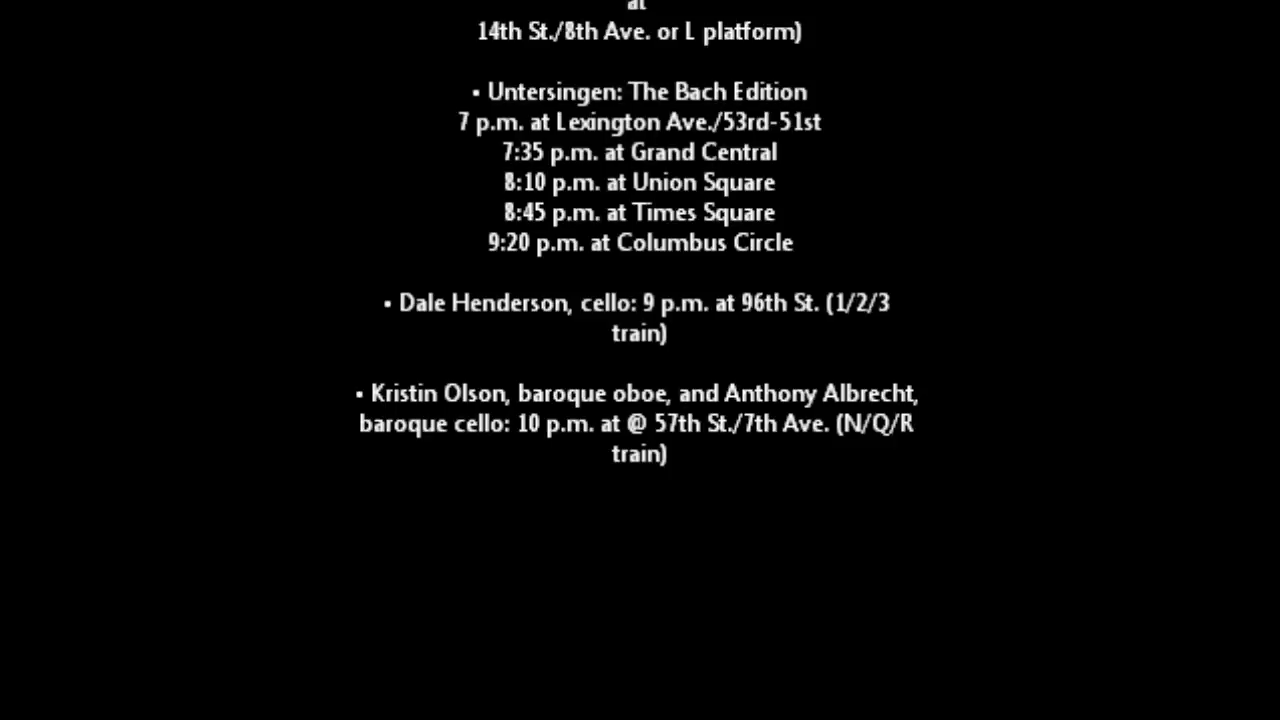 at
14th St./8th Ave. or L platform)
• Untersingen: The Bach Edition
7 p.m. at Lexington Ave./53rd-51st
7:35 p.m. at Grand Central
8:10 p.m. at Union Square
8:45 p.m. at Times Square
9:20 p.m. at Columbus Circle
• Dale Henderson, cello: 9 p.m. at 96th St. (1/2/3
train)
• Kristin Olson, baroque oboe, and Anthony Albrecht,
baroque cello: 10 p.m. at @ 57th St./7th Ave. (N/Q/R
train)